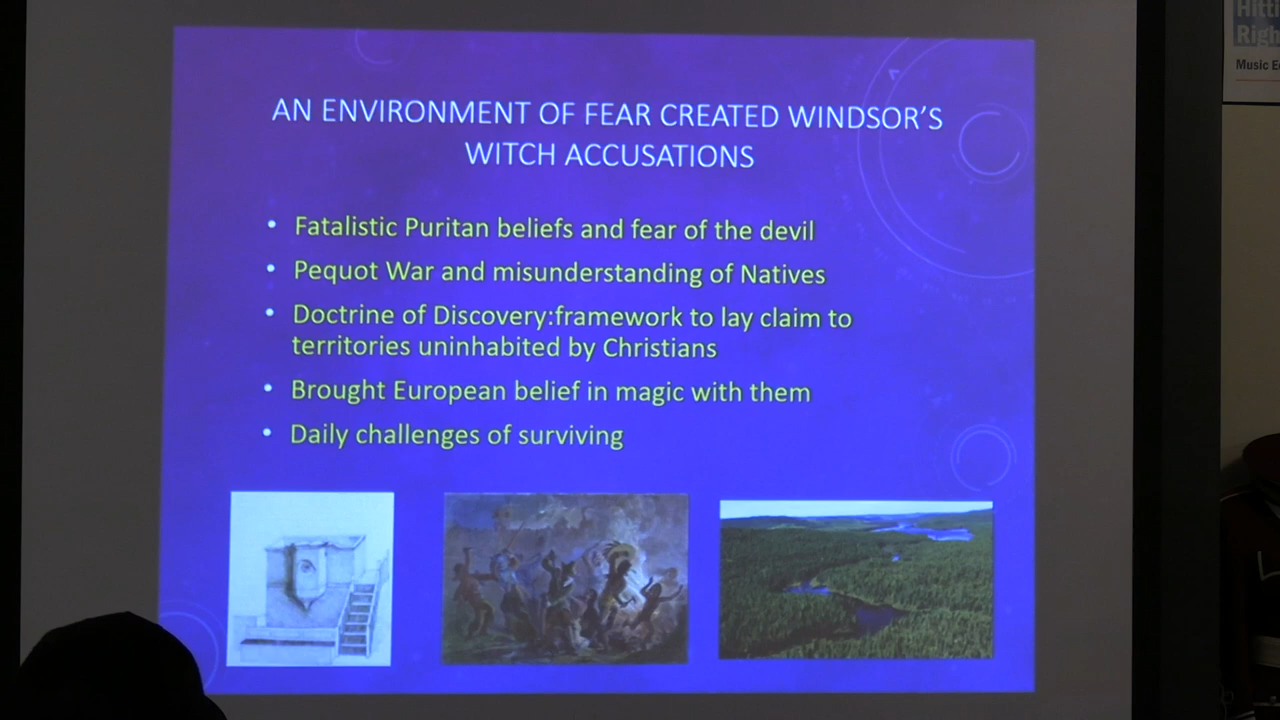 AN ENVIRONMENT OF FEAR CREATED WINDSOR'S
WITCH ACCUSATIONS
• Fatalistic Puritan beliefs and fear of the devil
• Pequot War and misunderstanding of Natives
• Doctrine of Discovery:framework to lay claim to
territories uninhabited by Christians
• Brought European belief in magic with them
• Daily challenges of surviving
Music